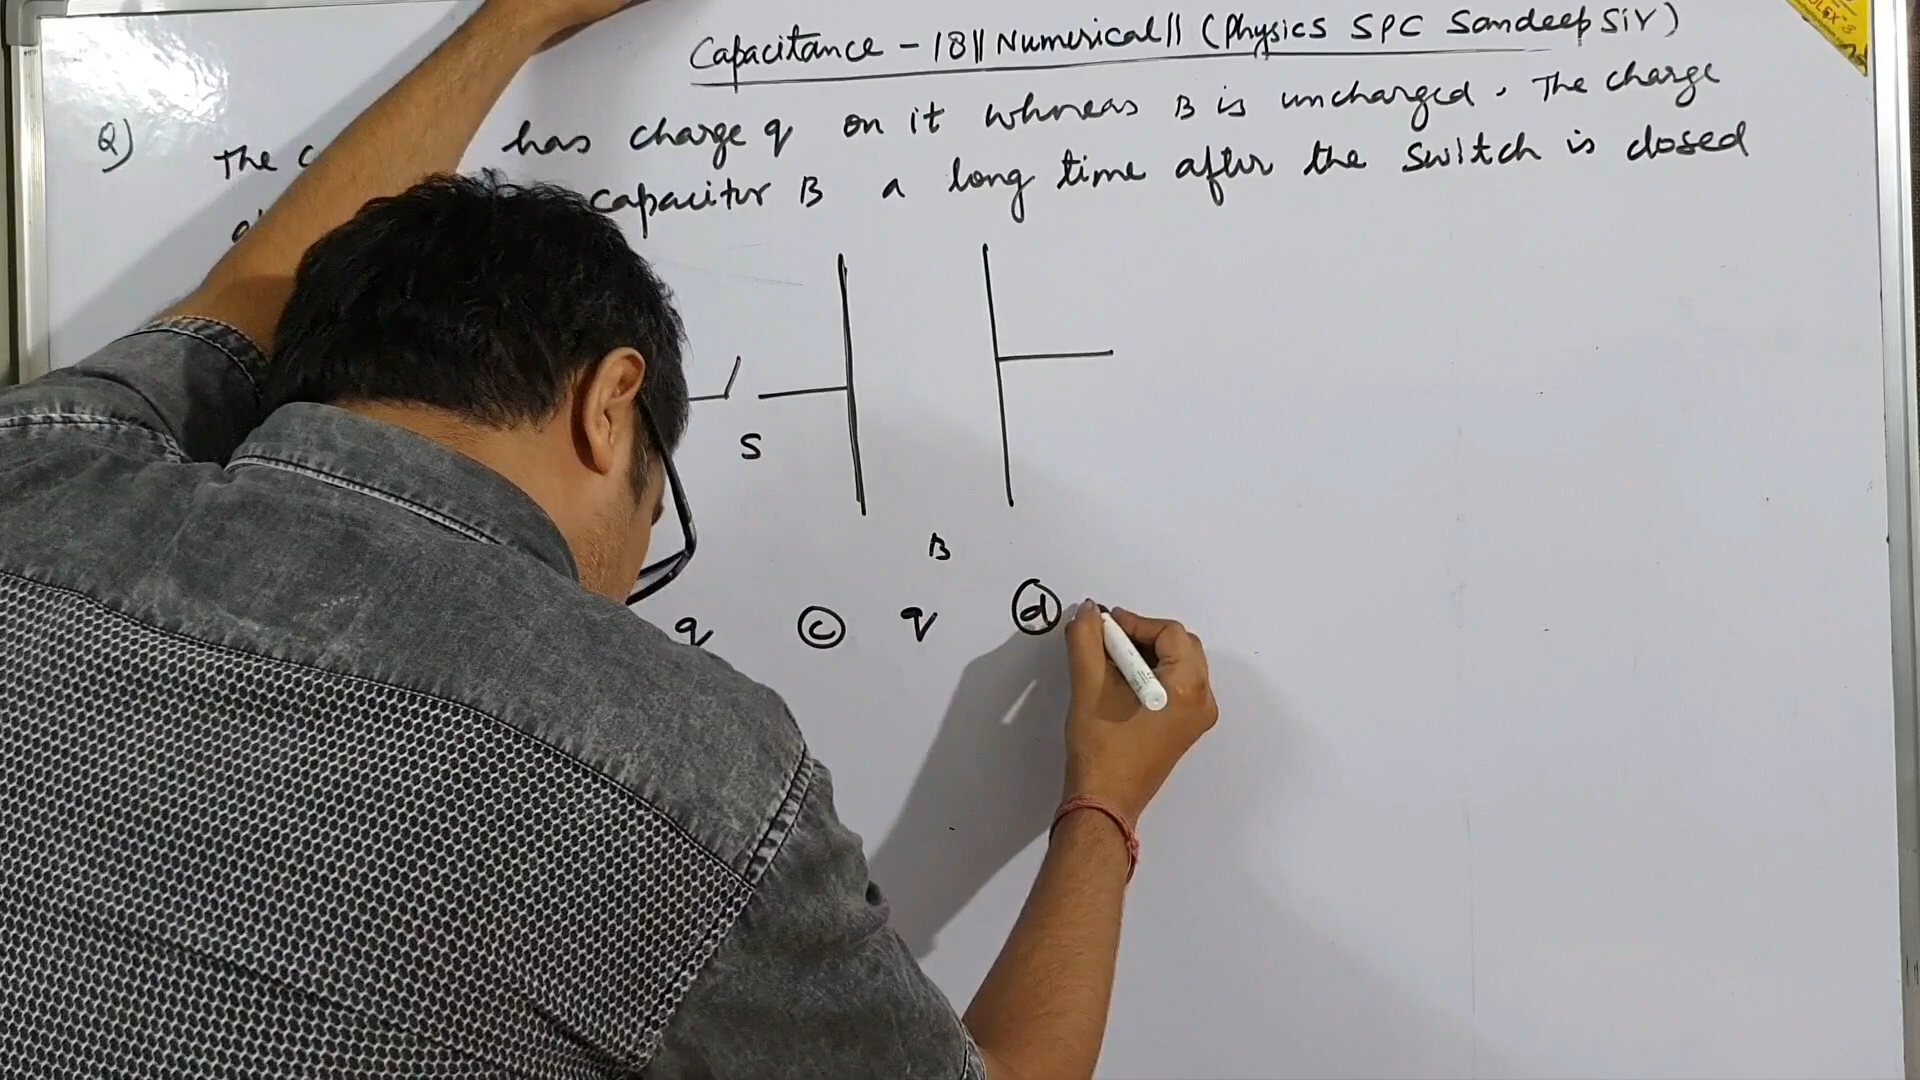 Capacitance - 18 || Numerical || (Physics SPC Sandeep Sir)
Q) The has charge q on it whereas B is uncharged. The charge
capacitor B a long time after the switch is closed
S
B
q ⓒ q ⓓ